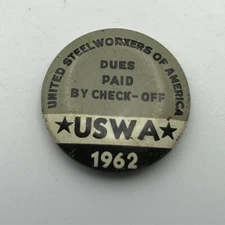 UNITED STEELWORKERS OF AMERICA
DUES
PAID
BY CHECK-OFF
★USWA★
1962